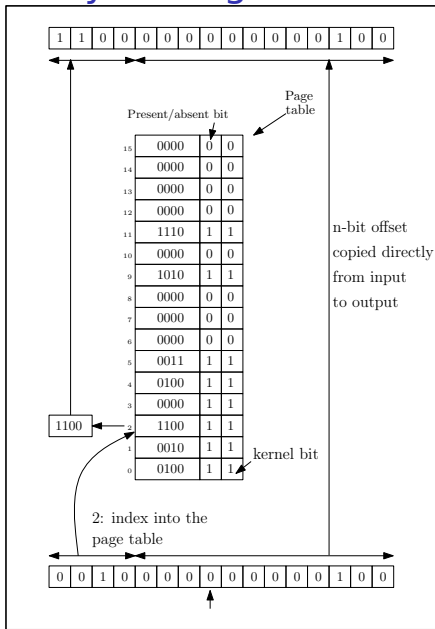 1 1 0 0 0 0 0 0 0 0 0 0 0 1 0 0
Page
table
Present/absent bit
15 0000 0 0
14 0000 0 0
13 0000 0 0
12 0000 0 0
11 1110 1 1
10 0000 0 0
9 1010 1 1
8 0000 0 0
7 0000 0 0
6 0000 0 0
5 0011 1 1
4 0100 1 1
3 0000 1 1
2 1100 1 1
1 0010 1 1
0 0100 1 1
n-bit offset
copied directly
from input
to output
1100
kernel bit
2: index into the
page table
0 0 1 0 0 0 0 0 0 0 0 0 0 1 0 0